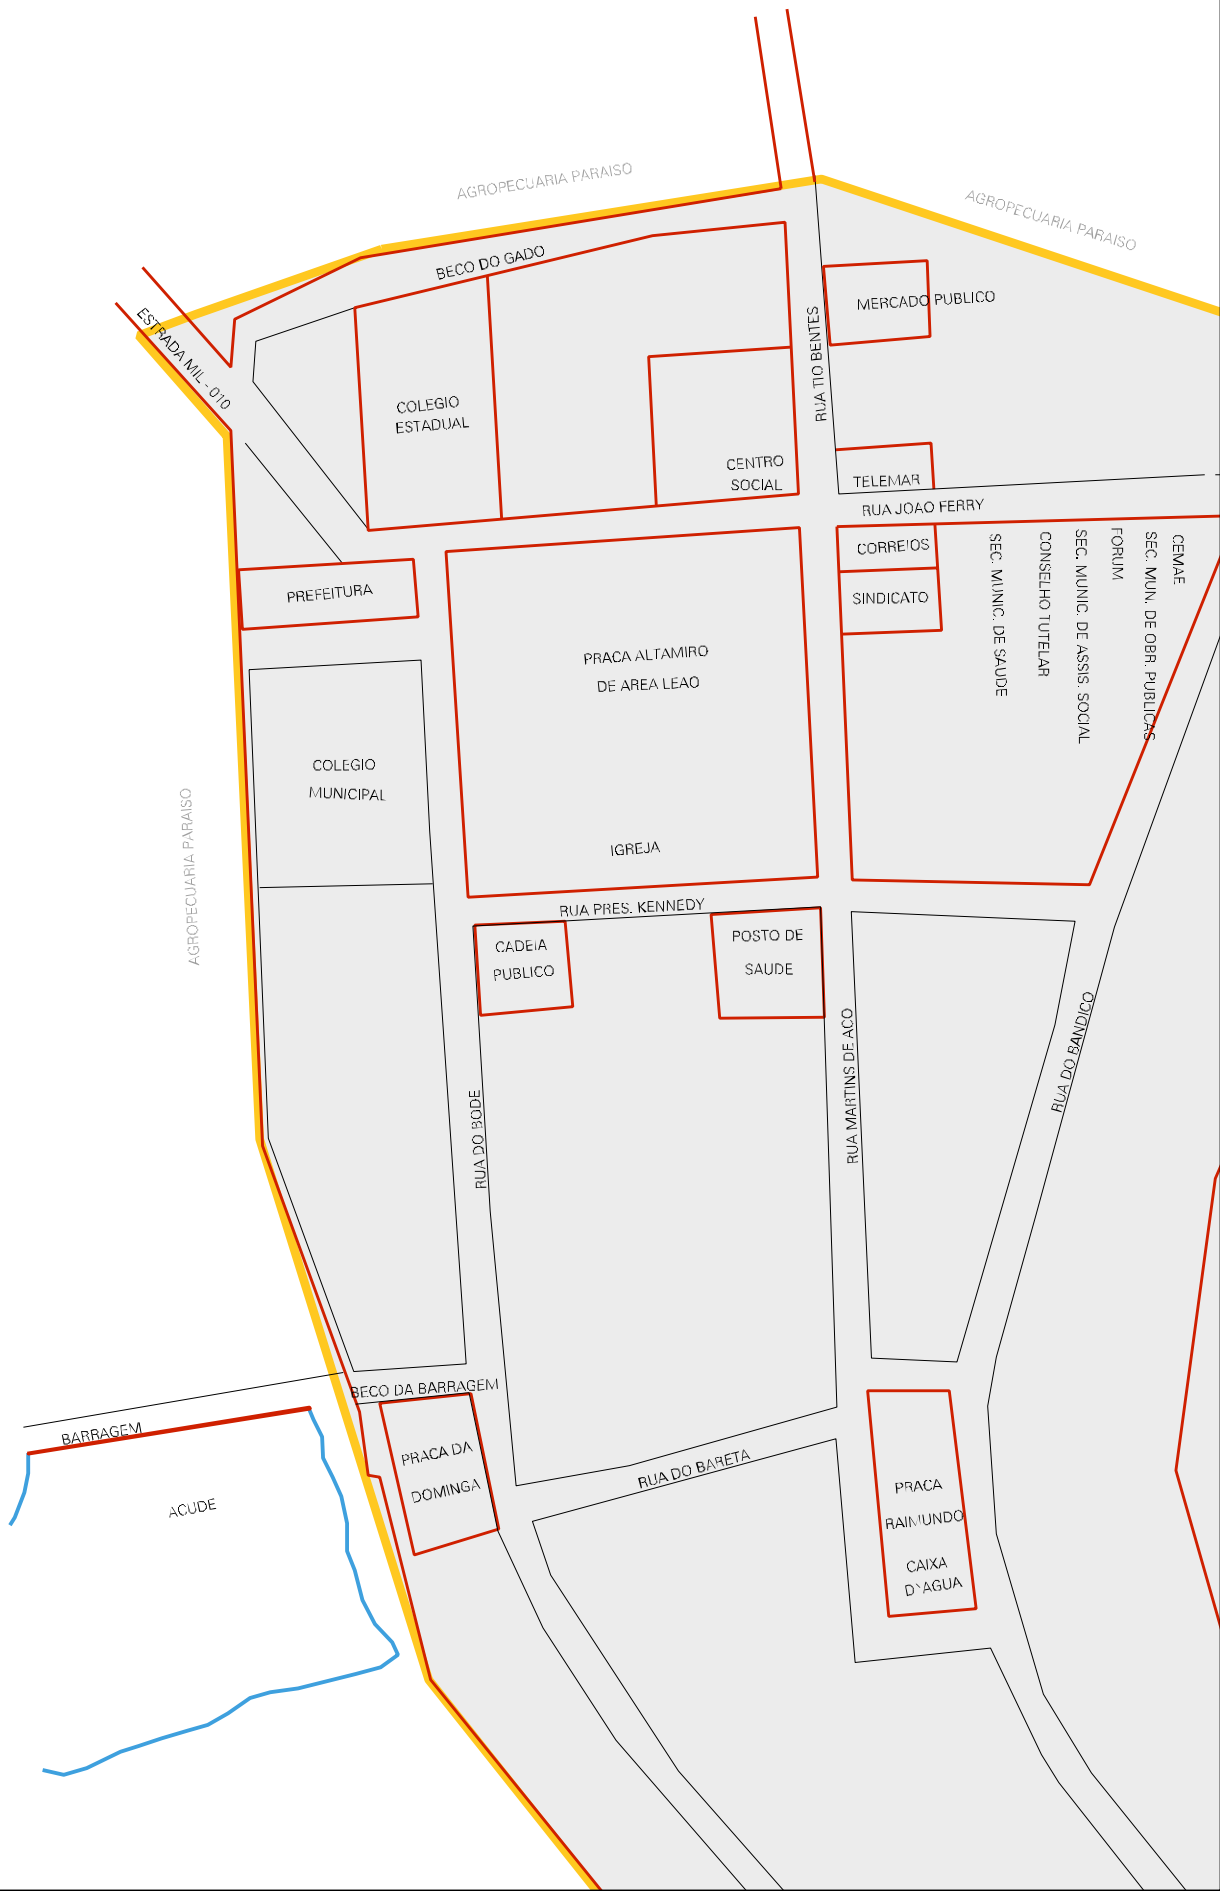 AGROPECUARIA PARAISO
AGROPECUARIA PARAISO
BECO DO GADO
ESTRADA MIL - 010
MERCADO PUBLICO
RUA TIO BENTES
COLEGIO
ESTADUAL
CENTRO
SOCIAL
TELEMAR
RUA JOAO FERRY
CORREIOS
SINDICATO
SEC. MUNIC. DE SAUDE
CONSELHO TUTELAR
SEC. MUNIC. DE ASSIS. SOCIAL
FORUM
SEC. MUN. DE OBR. PUBLICAS
CEMAE
PREFEITURA
PRACA ALTAMIRO
DE AREA LEAO
COLEGIO
MUNICIPAL
IGREJA
AGROPECUARIA PARAISO
RUA PRES. KENNEDY
CADEIA
PUBLICO
POSTO DE
SAUDE
RUA DO BODE
RUA MARTINS DE ACO
RUA DO BANDICO
BECO DA BARRAGEM
BARRAGEM
ACUDE
PRACA DA
DOMINGA
RUA DO BARETA
PRACA
RAIMUNDO
CAIXA
D`AGUA